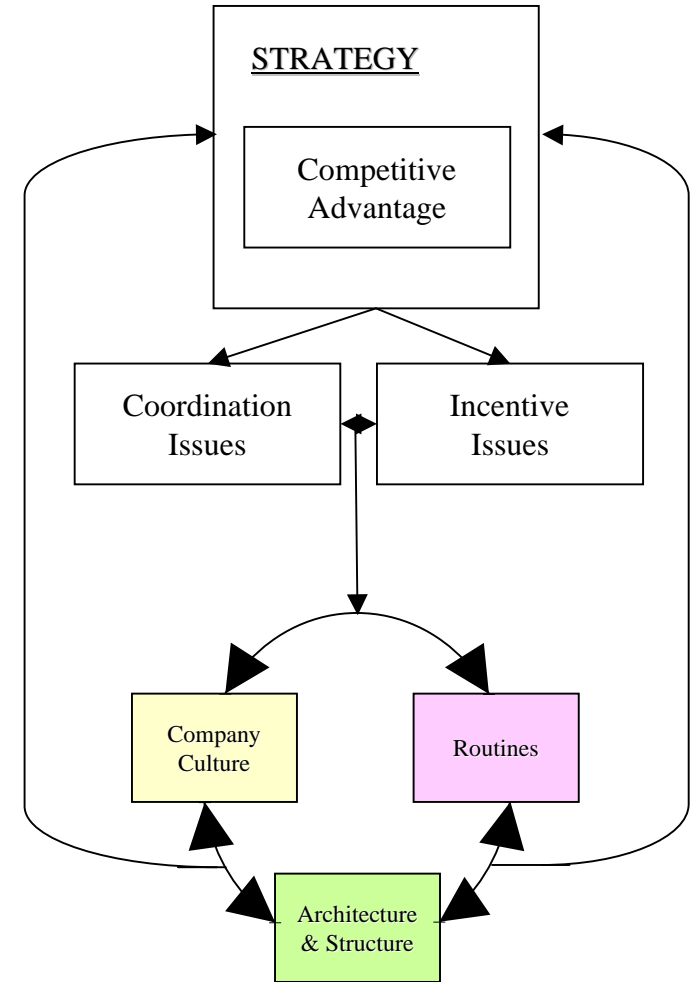 STRATEGY
Competitive
Advantage
Coordination
Issues
Incentive
Issues
Company
Culture
Routines
Architecture
& Structure